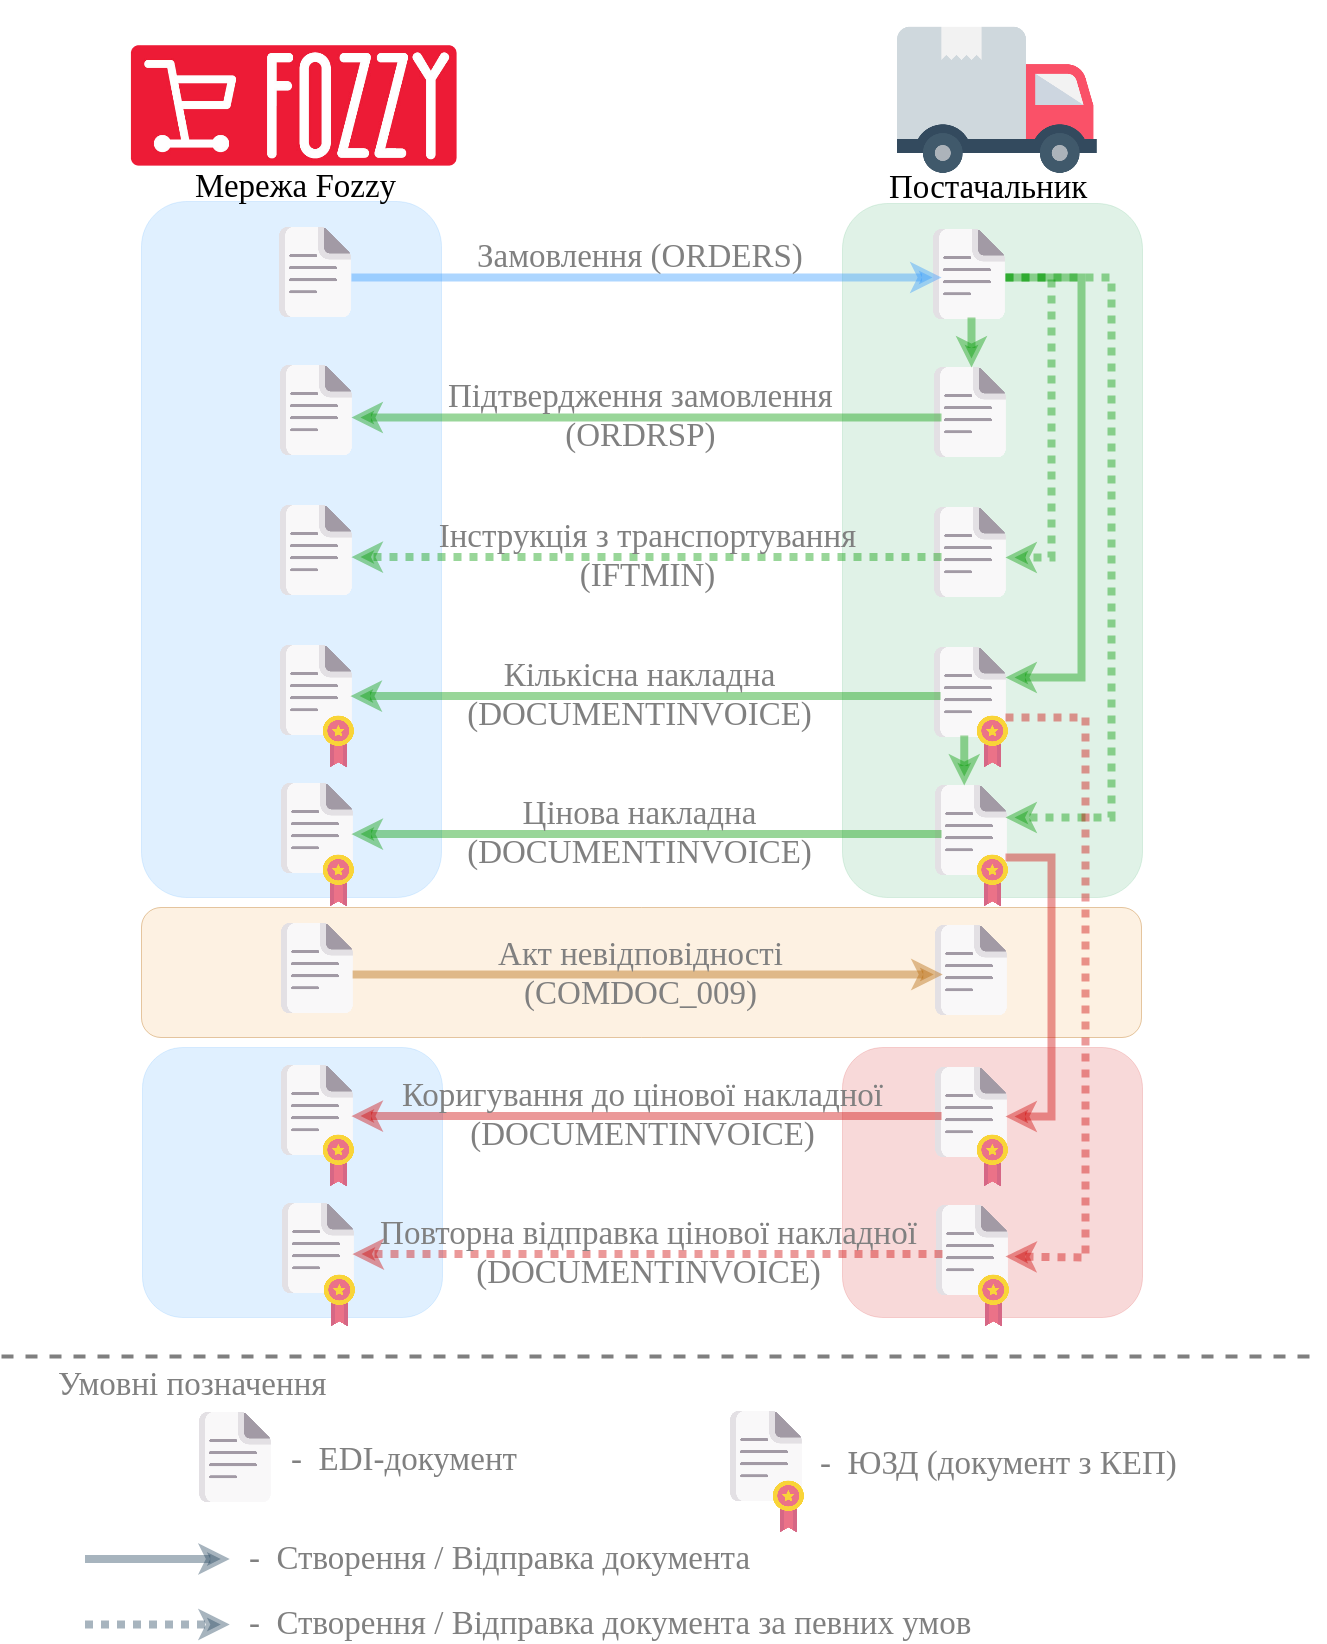 FOZZY
Мережа Fozzy
Постачальник
Замовлення (ORDERS)
Підтвердження замовлення
(ORDRSP)
Інструкція з транспортування
(IFTMIN)
Кількісна накладна
(DOCUMENTINVOICE)
Цінова накладна
(DOCUMENTINVOICE)
Акт невідповідності
(COMDOC_009)
Коригування до цінової накладної
(DOCUMENTINVOICE)
Повторна відправка цінової накладної
(DOCUMENTINVOICE)
Умовні позначення
- EDI-документ
- ЮЗД (документ з КЕП)
- Створення / Відправка документа
- Створення / Відправка документа за певних умов